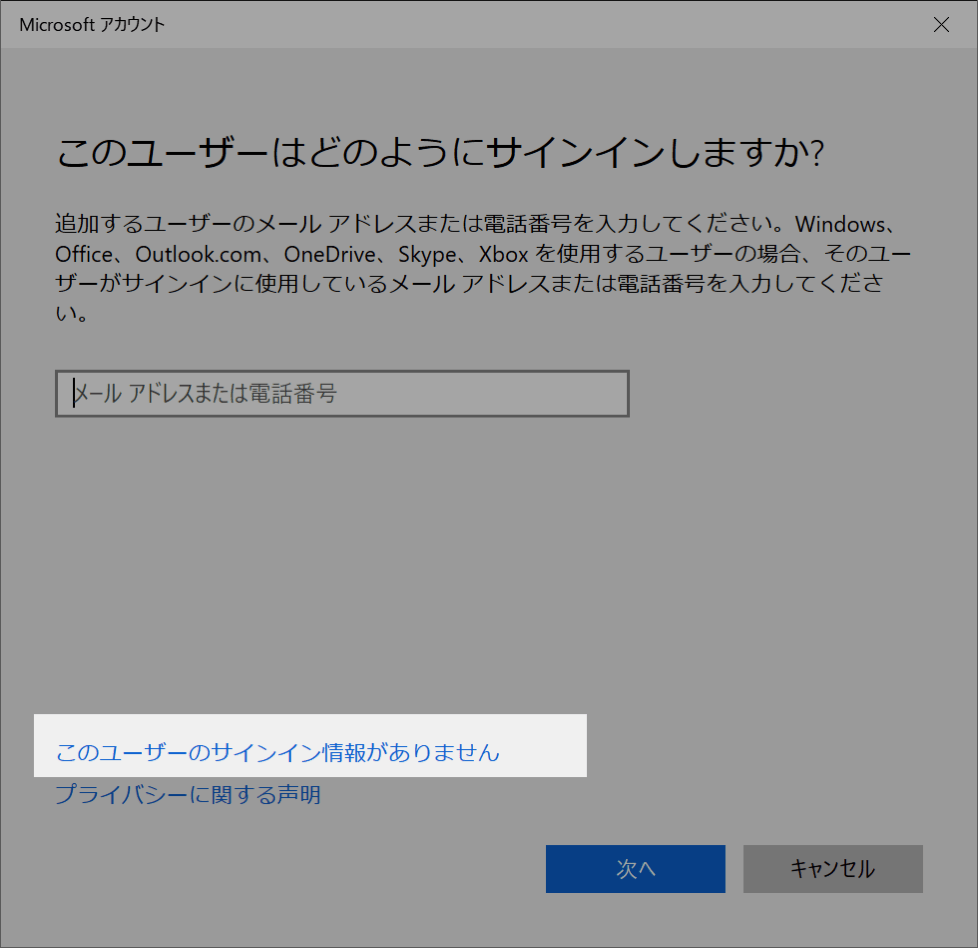 Microsoft アカウント
このユーザーはどのようにサインインしますか?
追加するユーザーのメール アドレスまたは電話番号を入力してください。Windows、
Office、Outlook.com、OneDrive、Skype、Xbox を使用するユーザーの場合、そのユー
ザーがサインインに使用しているメール アドレスまたは電話番号を入力してくださ
い。
メール アドレスまたは電話番号
このユーザーのサインイン情報がありません
プライバシーに関する声明
次へ
キャンセル